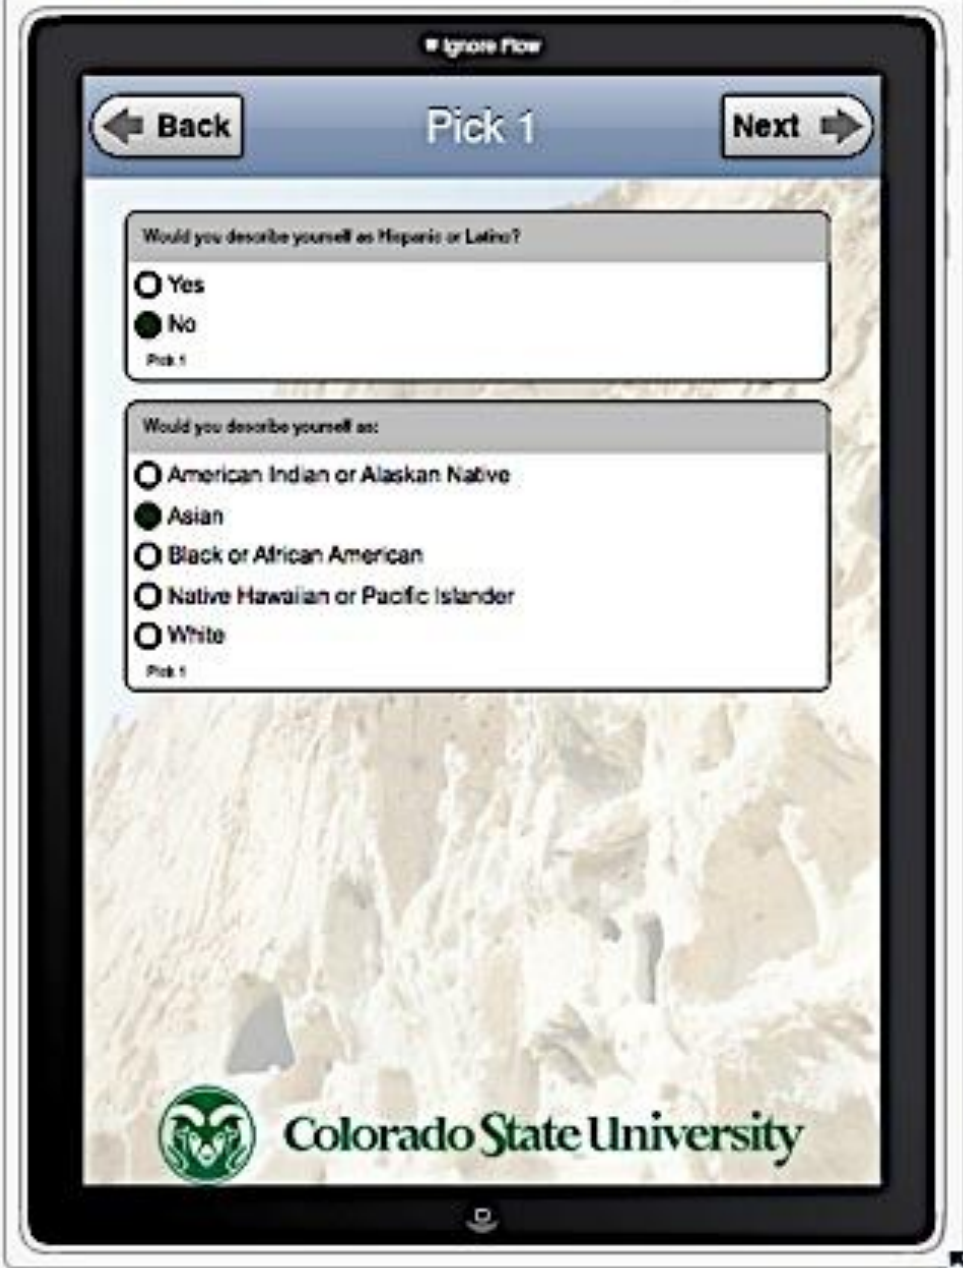 Ignore Flow
Back
Pick 1
Next
Would you describe yourself as Hispanic or Latino?
Yes
No
Pick 1
Would you describe yourself as:
American Indian or Alaskan Native
Asian
Black or African American
Native Hawaiian or Pacific Islander
White
Pick 1
Colorado State University